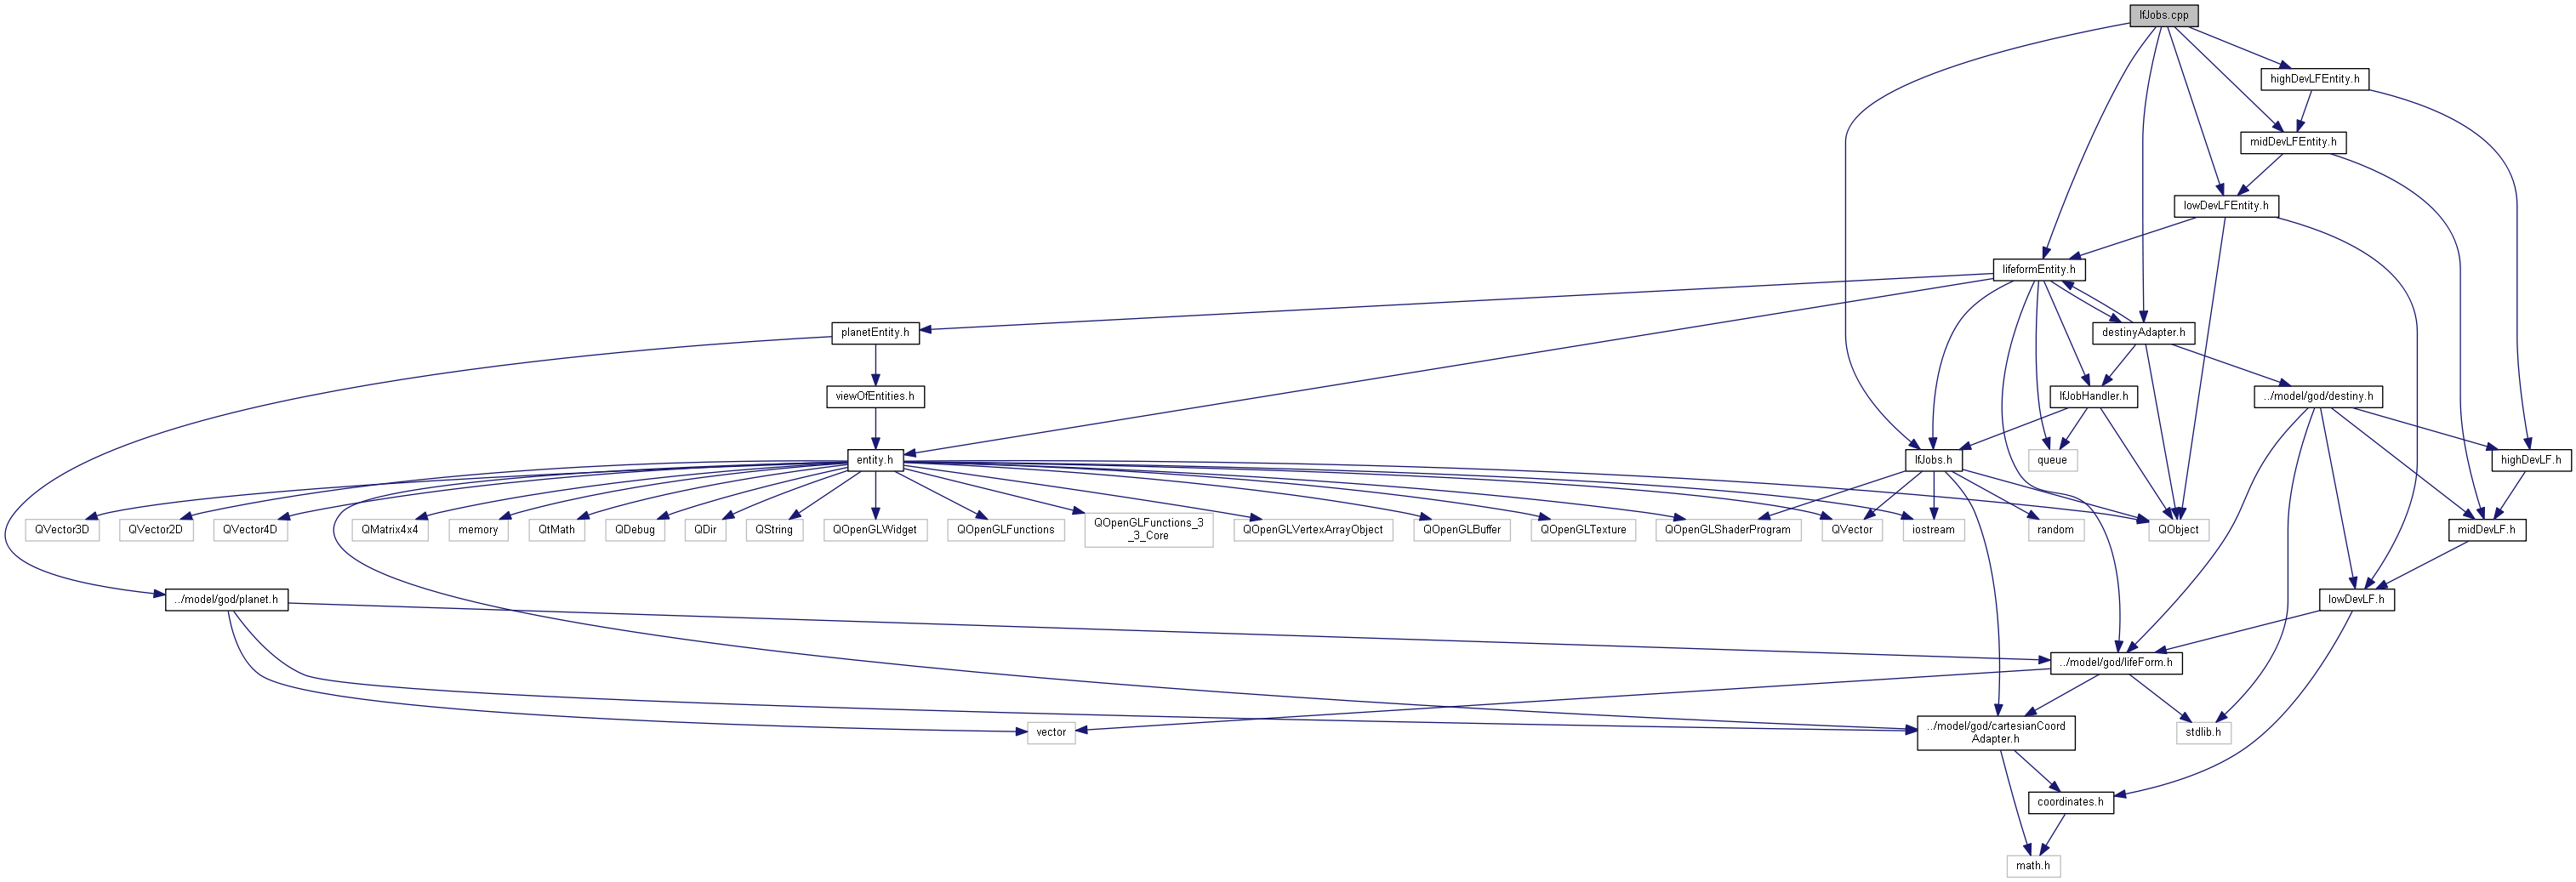 lfJobs.cpp
highDevLFEntity.h
midDevLFEntity.h
lowDevLFEntity.h
lifeformEntity.h
planetEntity.h
destinyAdapter.h
viewOfEntities.h
lfJobHandler.h
../model/god/destiny.h
entity.h
lfJobs.h
queue
highDevLF.h
QVector3D
QVector2D
QVector4D
QMatrix4x4
memory
QtMath
QDebug
QDir
QString
QOpenGLWidget
QOpenGLFunctions
QOpenGLFunctions_3
_3_Core
QOpenGLVertexArrayObject
QOpenGLBuffer
QOpenGLTexture
QOpenGLShaderProgram
QVector
iostream
random
QObject
midDevLF.h
../model/god/planet.h
lowDevLF.h
../model/god/lifeForm.h
vector
../model/god/cartesianCoord
Adapter.h
stdlib.h
coordinates.h
math.h